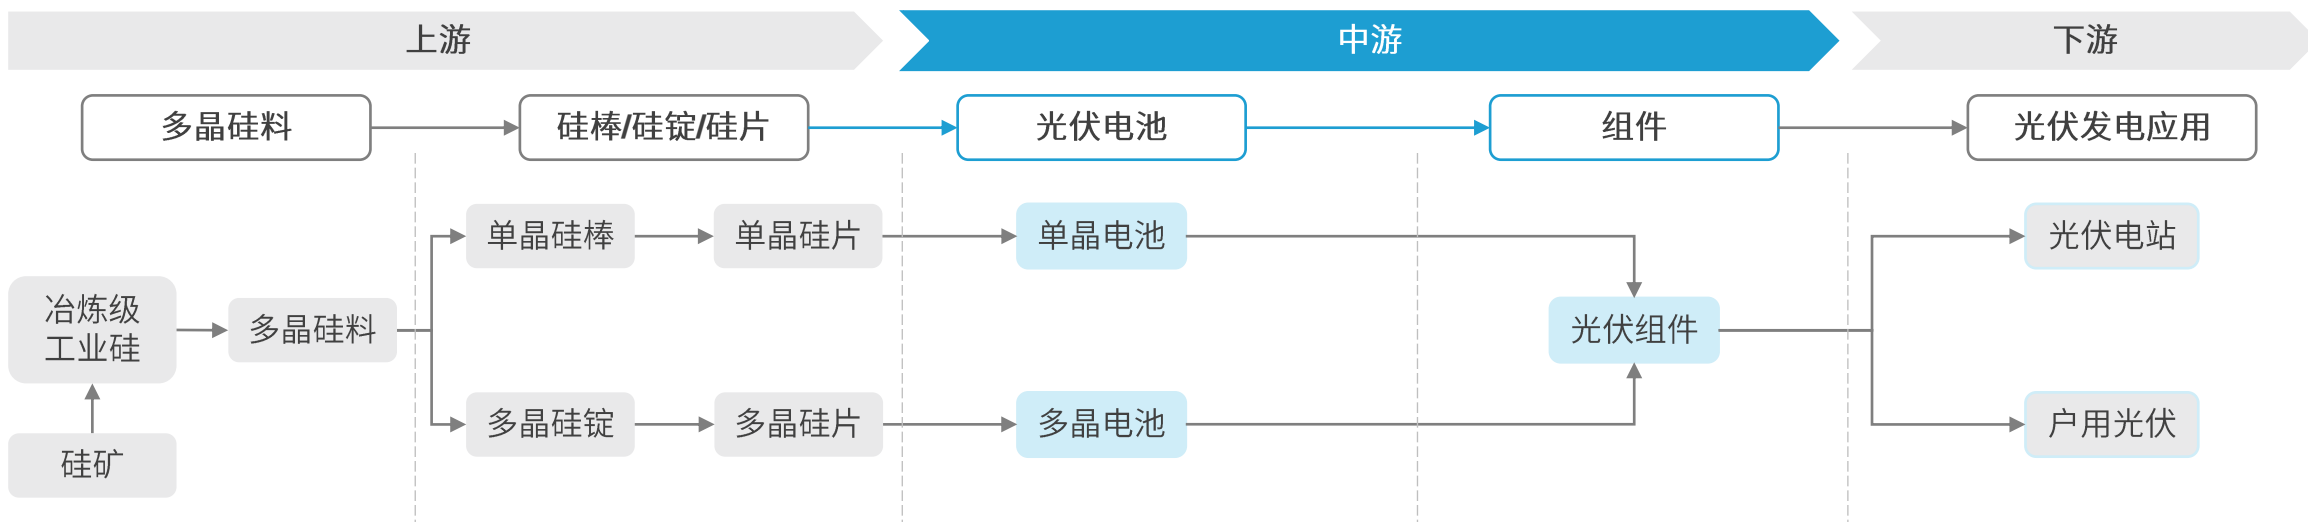 上游
中游
下游
多晶硅料
硅棒/硅锭/硅片
光伏电池
组件
光伏发电应用
单晶硅棒
单晶硅片
单晶电池
光伏电站
冶炼级
工业硅
多晶硅料
光伏组件
多晶硅锭
多晶硅片
多晶电池
户用光伏
硅矿